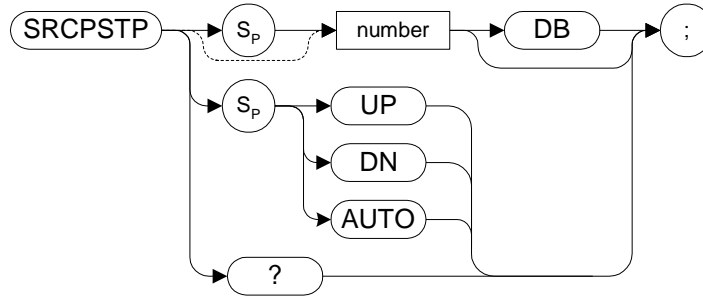 SRCPSTP SP number DB ;
SP UP
DN
AUTO
?